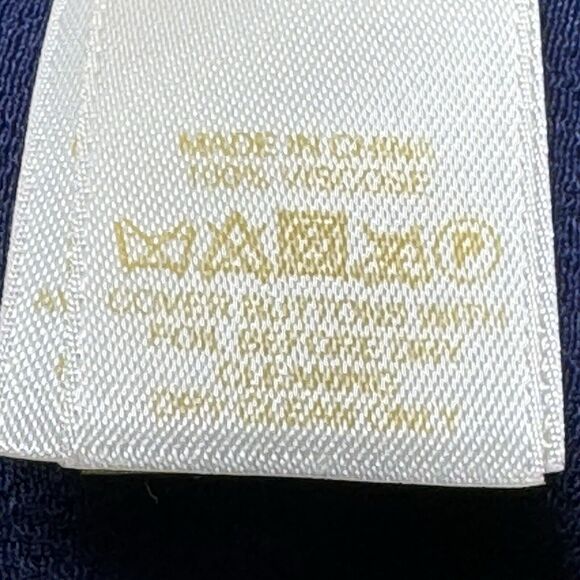 MADE IN CHINA
100% VISCOSE
P
COVER BUTTONS WITH
FOIL BEFORE DRY
CLEANING
DRY CLEAN ONLY